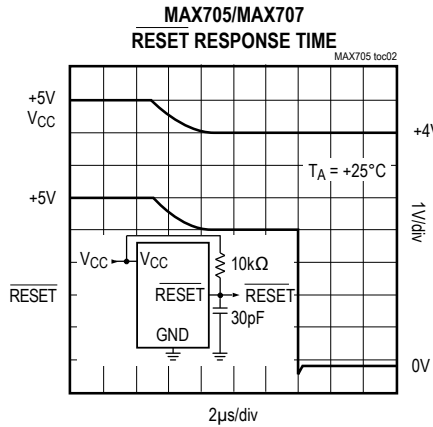 MAX705/MAX707
RESET RESPONSE TIME
MAX705 toc02
+5V
VCC
+4V
TA = +25°C
+5V
1V/div
VCC
VCC
10kΩ
RESET
RESET
RESET
30pF
GND
0V
2µs/div